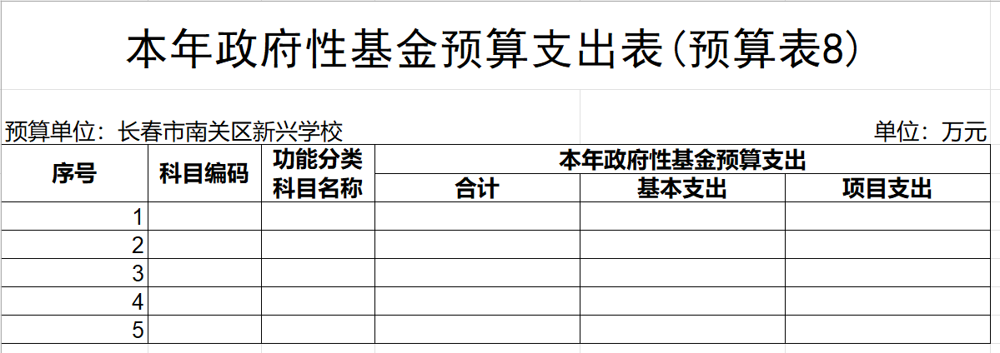 本年政府性基金预算支出表(预算表8)
预算单位：长春市南关区新兴学校 单位：万元
序号 科目编码 功能分类科目名称 本年政府性基金预算支出
合计 基本支出 项目支出
1
2
3
4
5